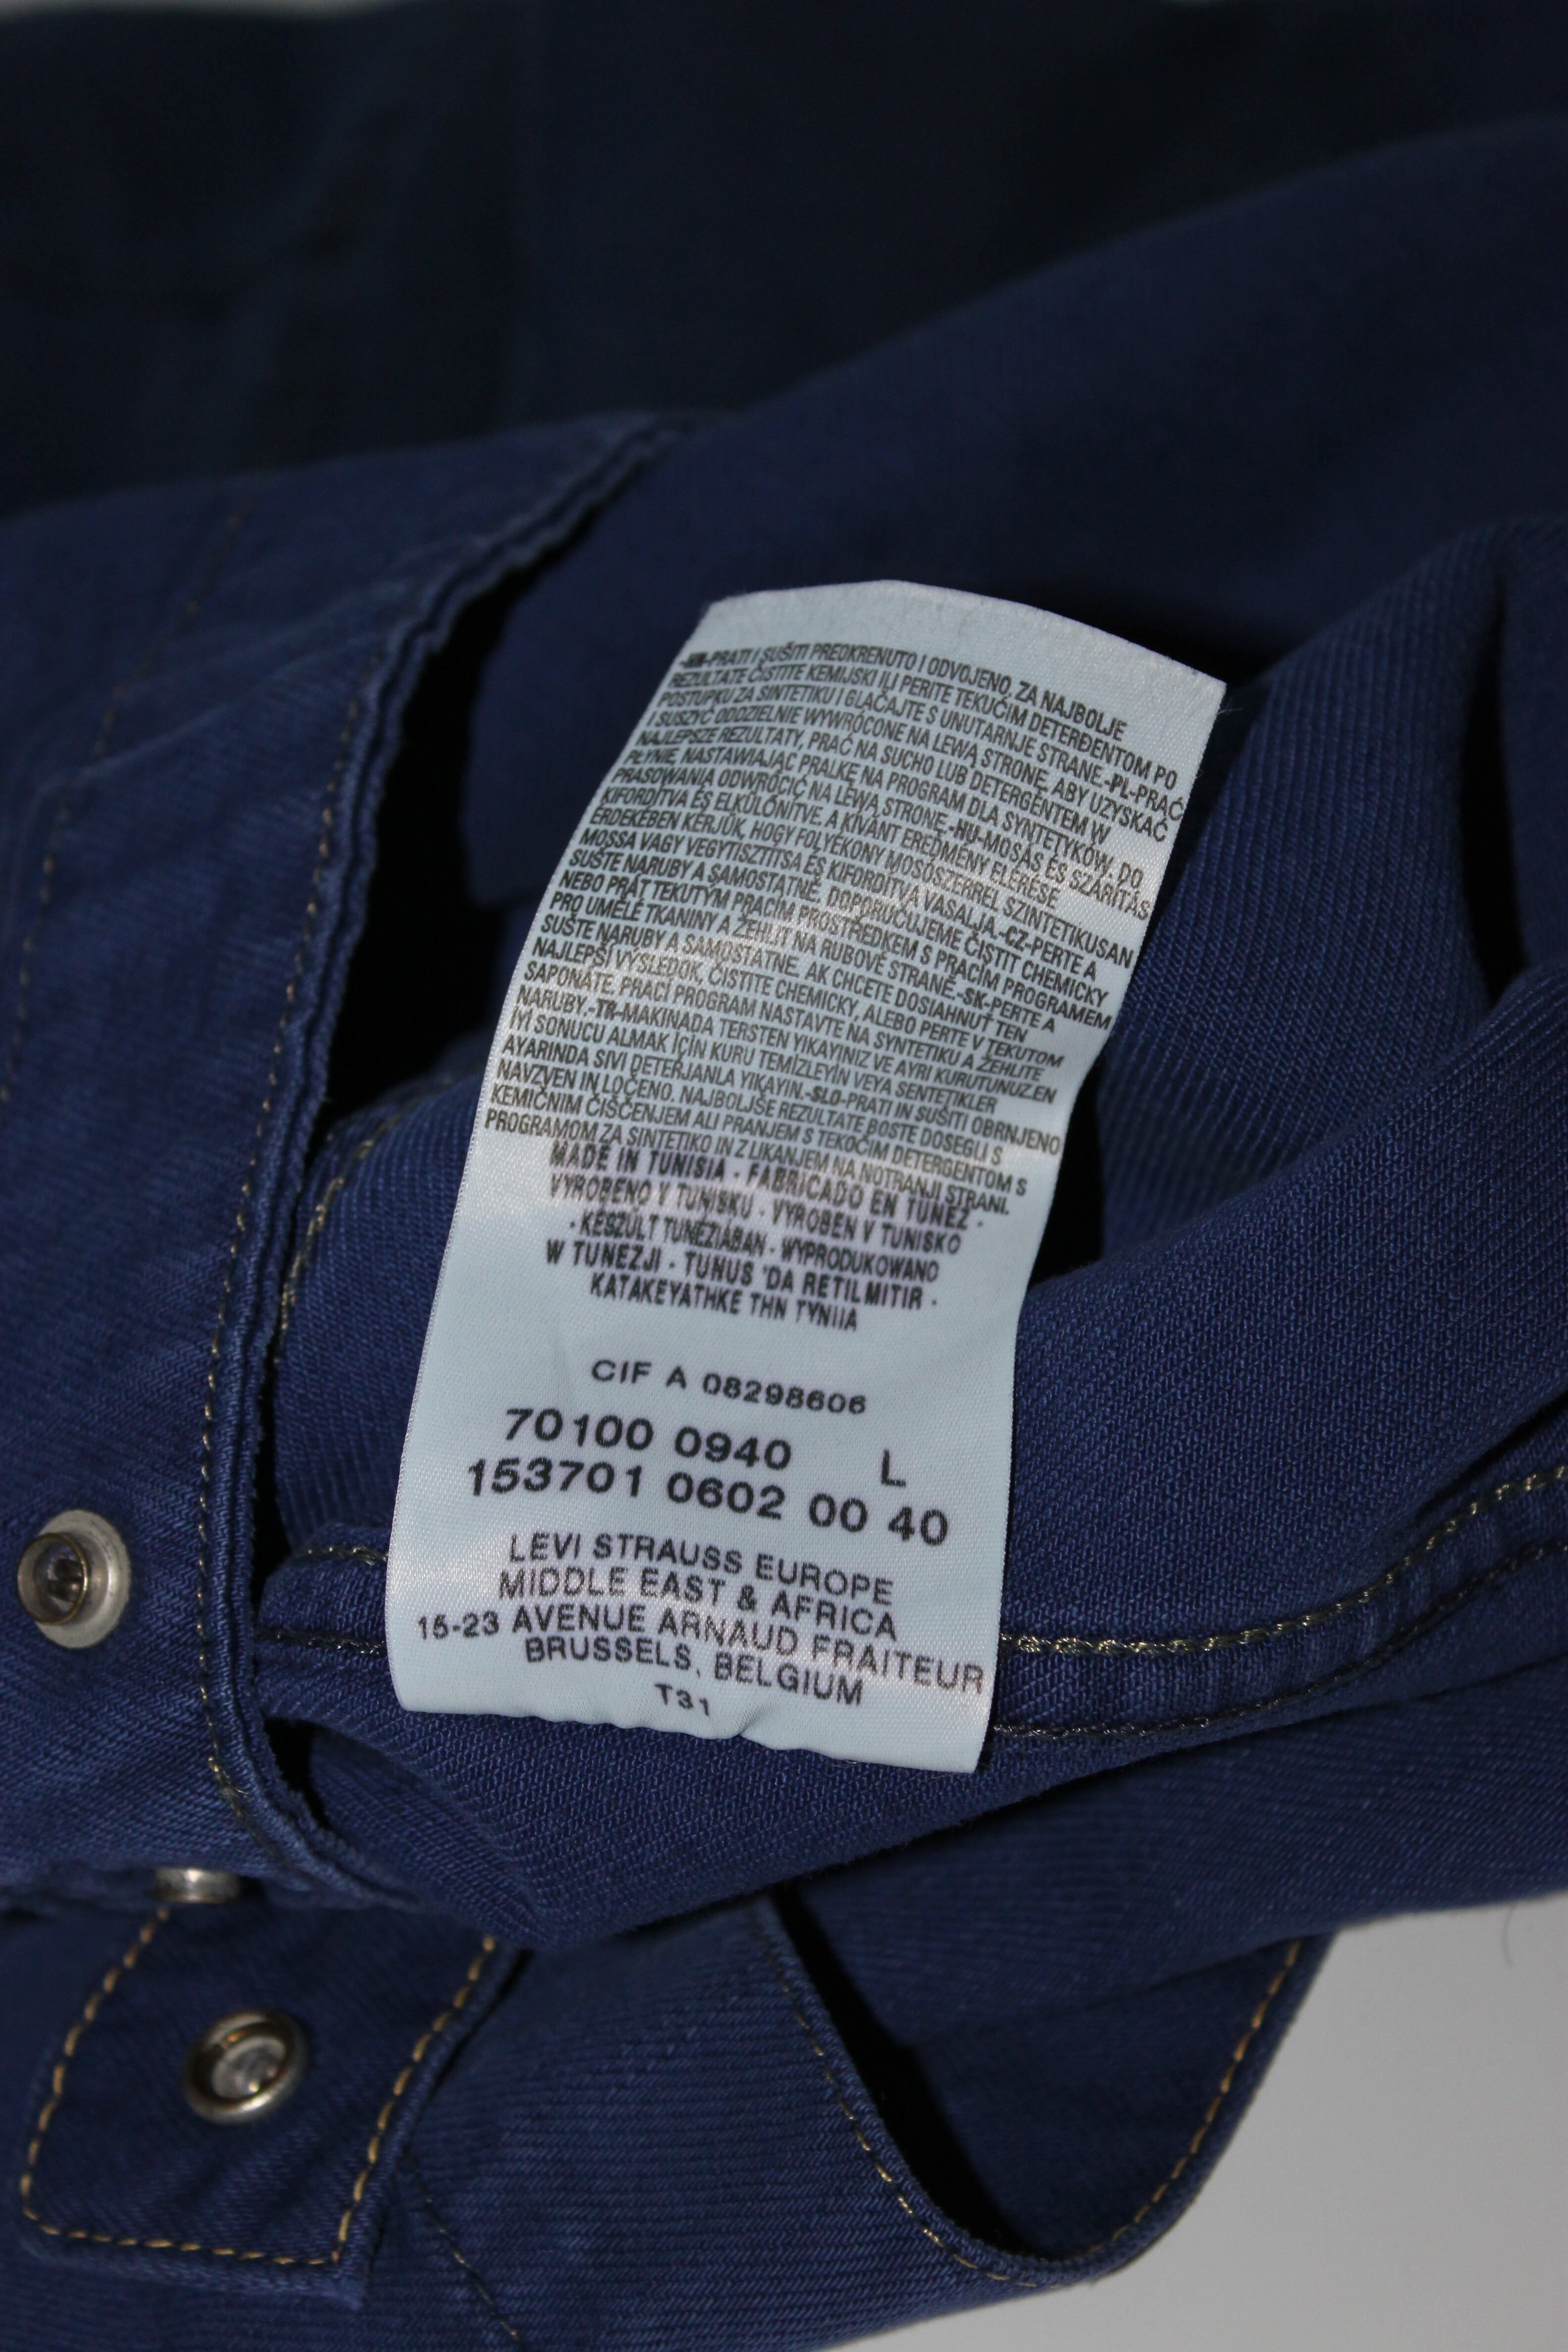 -HR-PRATI I SUŠITI PREOKRENUTO I ODVOJENO, ZA NAJBOLJE
REZULTATE ČISTITE KEMIJSKI ILI PERITE TEKUĆIM DETERĐENTOM PO
POSTUPKU ZA SINTETIKU I GLAČAJTE S UNUTARNJE STRANE.-PL-PRAĆ
I SUSZYĆ ODDZIELNIE WYWRÓCONE NA LEWĄ STRONĘ, ABY UZYSKAĆ
NAJLEPSZE REZULTATY, PRAĆ NA SUCHO LUB DETERGENTEM W
PŁYNIE, NASTAWIAJĄC PRALKĘ NA PROGRAM DLA SYNTETYKÓW. DO
PRASOWANIA ODWRÓCIĆ NA LEWĄ STRONĘ.-HU-MOSÁS ÉS SZÁRÍTÁS
KIFORDÍTVA ÉS ELKÜLÖNÍTVE. A KÍVÁNT EREDMÉNY ELÉRÉSE
ÉRDEKÉBEN KÉRJÜK, HOGY FOLYÉKONY MOSÓSZERREL SZINTETIKUSAN
MOSSA VAGY VEGYTISZTÍTSA ÉS KIFORDÍTVA VASALJA.-CZ-PERTE A
SUŠTE NARUBY A SAMOSTATNĚ. DOPORUČUJEME ČISTIT CHEMICKY
NEBO PRÁT TEKUTÝM PRACÍM PROSTŘEDKEM S PRACÍM PROGRAMEM
PRO UMĚLÉ TKANINY A ŽEHLIT NA RUBOVÉ STRANĚ.-SK-PERTE A
SUŠTE NARUBY A SAMOSTATNE. AK CHCETE DOSIAHNUŤ TEN
NAJLEPŠÍ VÝSLEDOK, ČISTITE CHEMICKY, ALEBO PERTE V TEKUTOM
SAPONÁTE. PRACÍ PROGRAM NASTAVTE NA SYNTETIKU A ŽEHLITE
NARUBY.-TR-MAKINADA TERSTEN YIKAYINIZ VE AYRI KURUTUNUZ.EN
IYI SONUCU ALMAK IÇIN KURU TEMIZLEYIN VEYA SENTETIKLER
AYARINDA SIVI DETERJANLA YIKAYIN.-SLO-PRATI IN SUŠITI OBRNJENO
NAVZVEN IN LOČENO. NAJBOLJŠE REZULTATE BOSTE DOSEGLI S
KEMIČNIM ČIŠČENJEM ALI PRANJEM S TEKOČIM DETERGENTOM S
PROGRAMOM ZA SINTETIKO IN Z LIKANJEM NA NOTRANJI STRANI.
MADE IN TUNISIA · FABRICADO EN TUNEZ ·
VYROBENO V TUNISKU · VYROBEN V TUNISKO
· KÉSZÜLT TUNÉZIÁBAN · WYPRODUKOWANO
W TUNEZJI · TUNUS 'DA RETILMITIR ·
KATAKEYATHKE THN TYNIIA
CIF A 08298606
70100 0940 L
153701 0602 00 40
LEVI STRAUSS EUROPE
MIDDLE EAST & AFRICA
15-23 AVENUE ARNAUD FRAITEUR
BRUSSELS, BELGIUM
T31